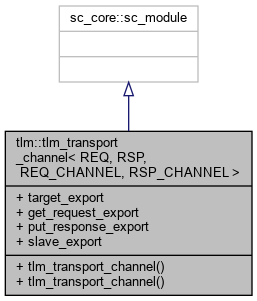 sc_core::sc_module
tlm::tlm_transport
_channel< REQ, RSP,
REQ_CHANNEL, RSP_CHANNEL >
+ target_export
+ get_request_export
+ put_response_export
+ slave_export
+ tlm_transport_channel()
+ tlm_transport_channel()